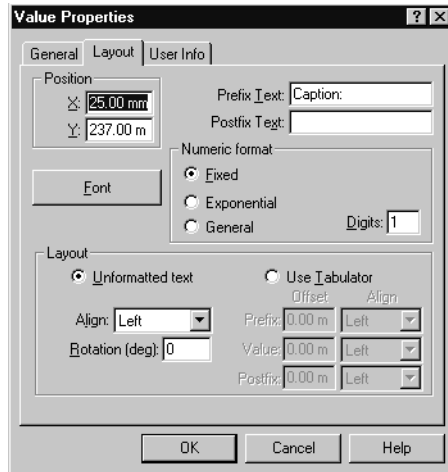 Value Properties
General Layout User Info
Position
X: 25.00 mm
Y: 237.00 m
Prefix Text: Caption:
Postfix Text:
Font
Numeric format
Fixed
Exponential
General
Digits: 1
Layout
Unformatted text
Use Tabulator
Offset Align
Align: Left
Prefix: 0.00 m Left
Rotation (deg): 0
Value: 0.00 m Left
Postfix: 0.00 m Left
OK Cancel Help